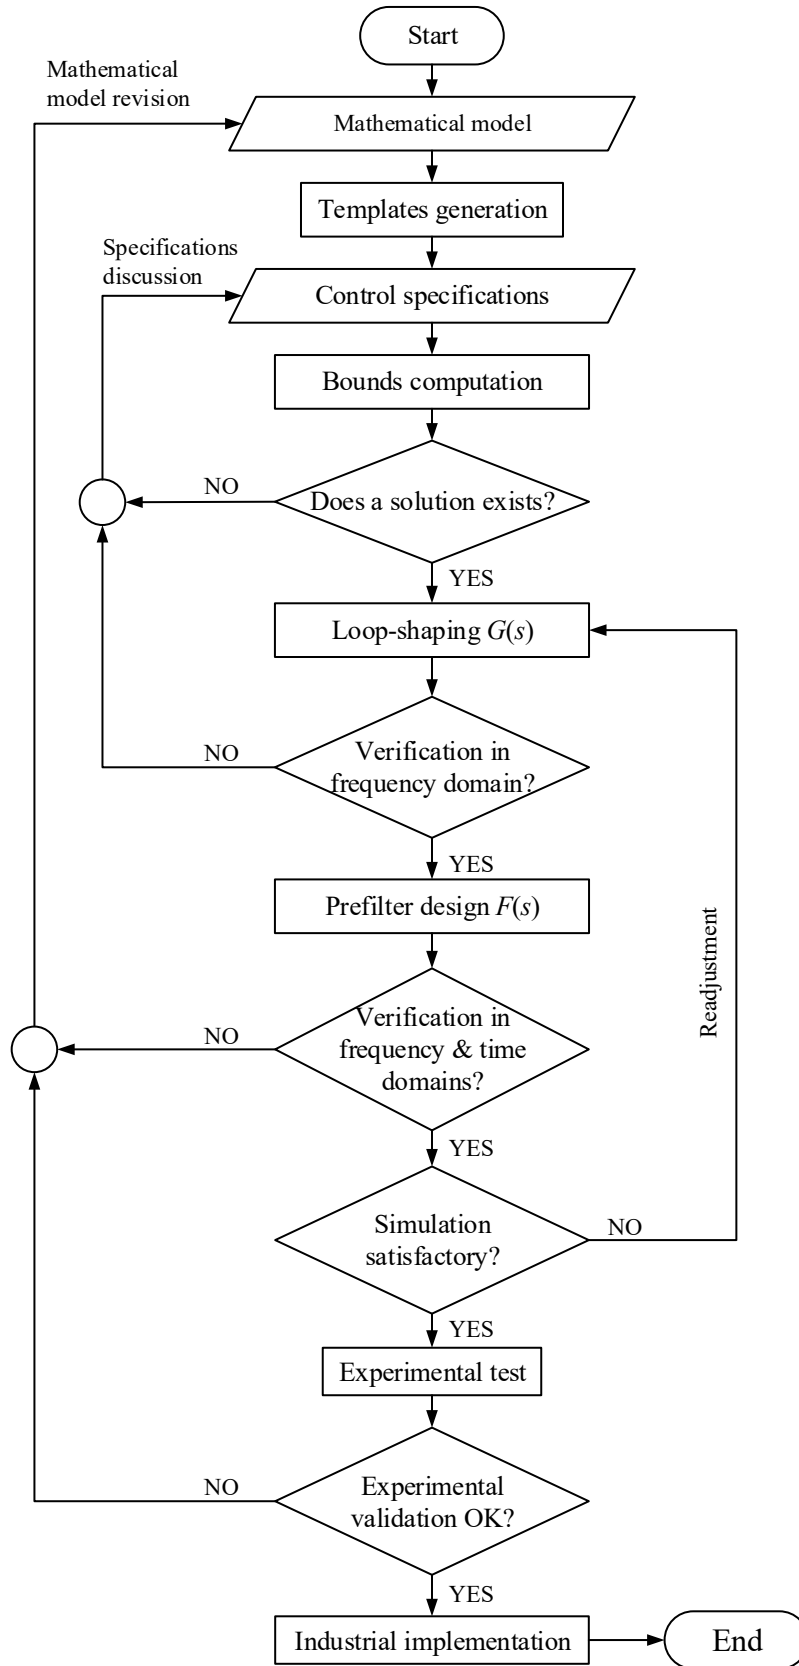 Start
Mathematical
model revision
Mathematical model
Templates generation
Specifications
discussion
Control specifications
Bounds computation
NO
Does a solution exists?
YES
Loop-shaping G(s)
NO
Verification in
frequency domain?
YES
Prefilter design F(s)
Readjustment
NO
Verification in
frequency & time
domains?
YES
Simulation
satisfactory?
NO
YES
Experimental test
NO
Experimental
validation OK?
YES
Industrial implementation
End